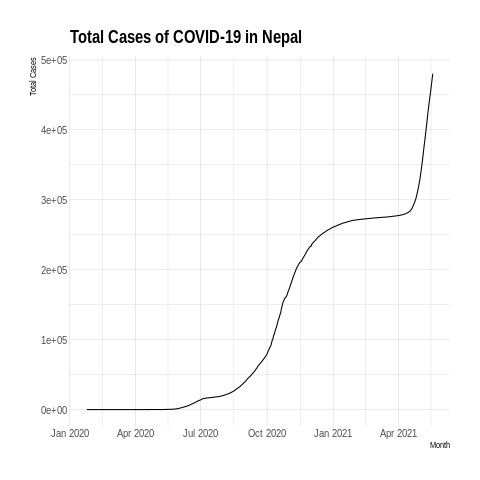 Total Cases of COVID-19 in Nepal
Total Cases
5e+05
4e+05
3e+05
2e+05
1e+05
0e+00
Jan 2020 Apr 2020 Jul 2020 Oct 2020 Jan 2021 Apr 2021
Month